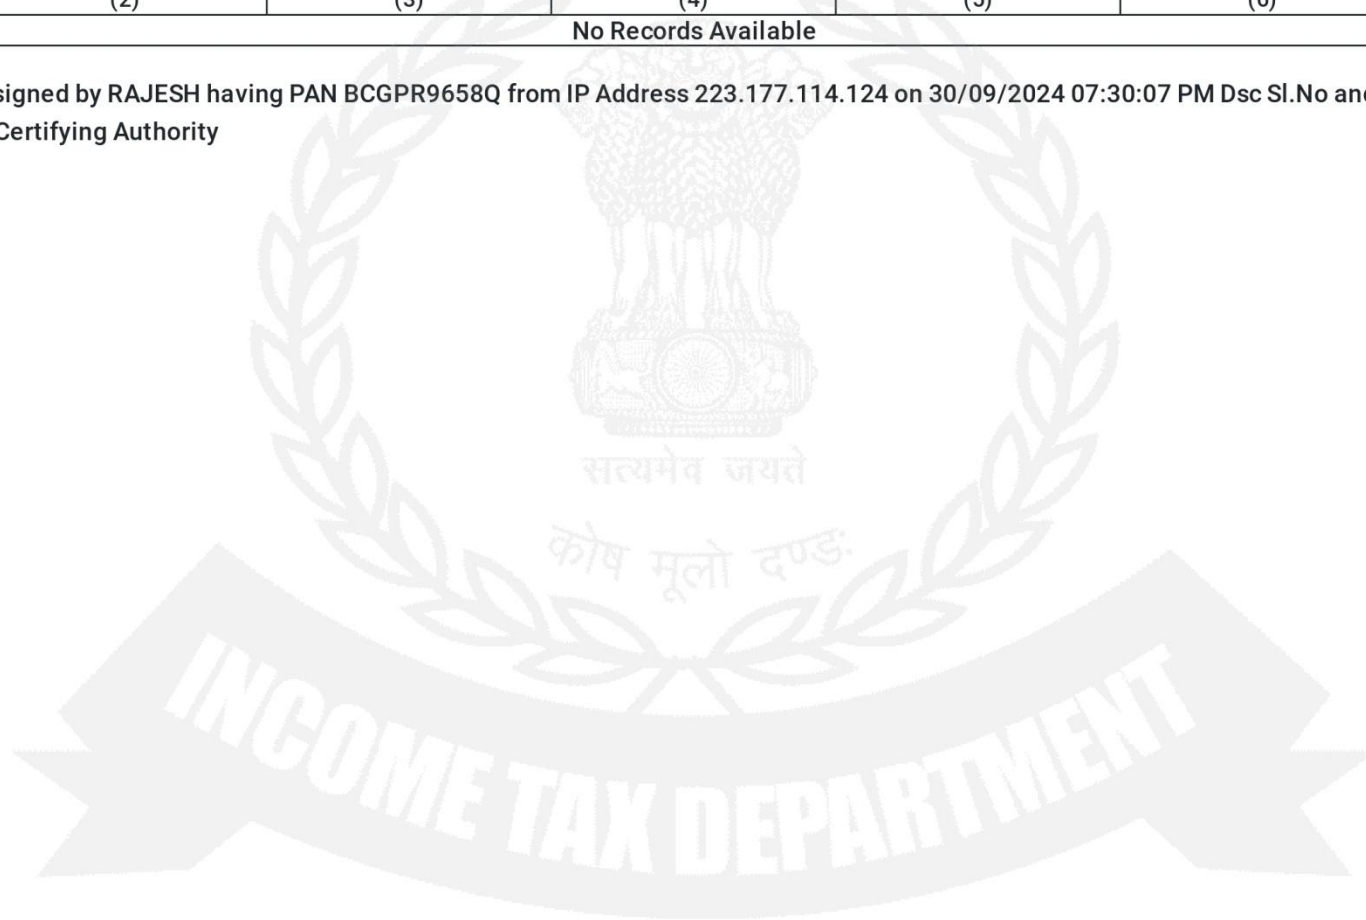 (2) (3) (4) (5) (6)
No Records Available
signed by RAJESH having PAN BCGPR9658Q from IP Address 223.177.114.124 on 30/09/2024 07:30:07 PM Dsc Sl.No and
Certifying Authority
सत्यमेव जयते
कोष मूलो दण्डः
INCOME TAX DEPARTMENT